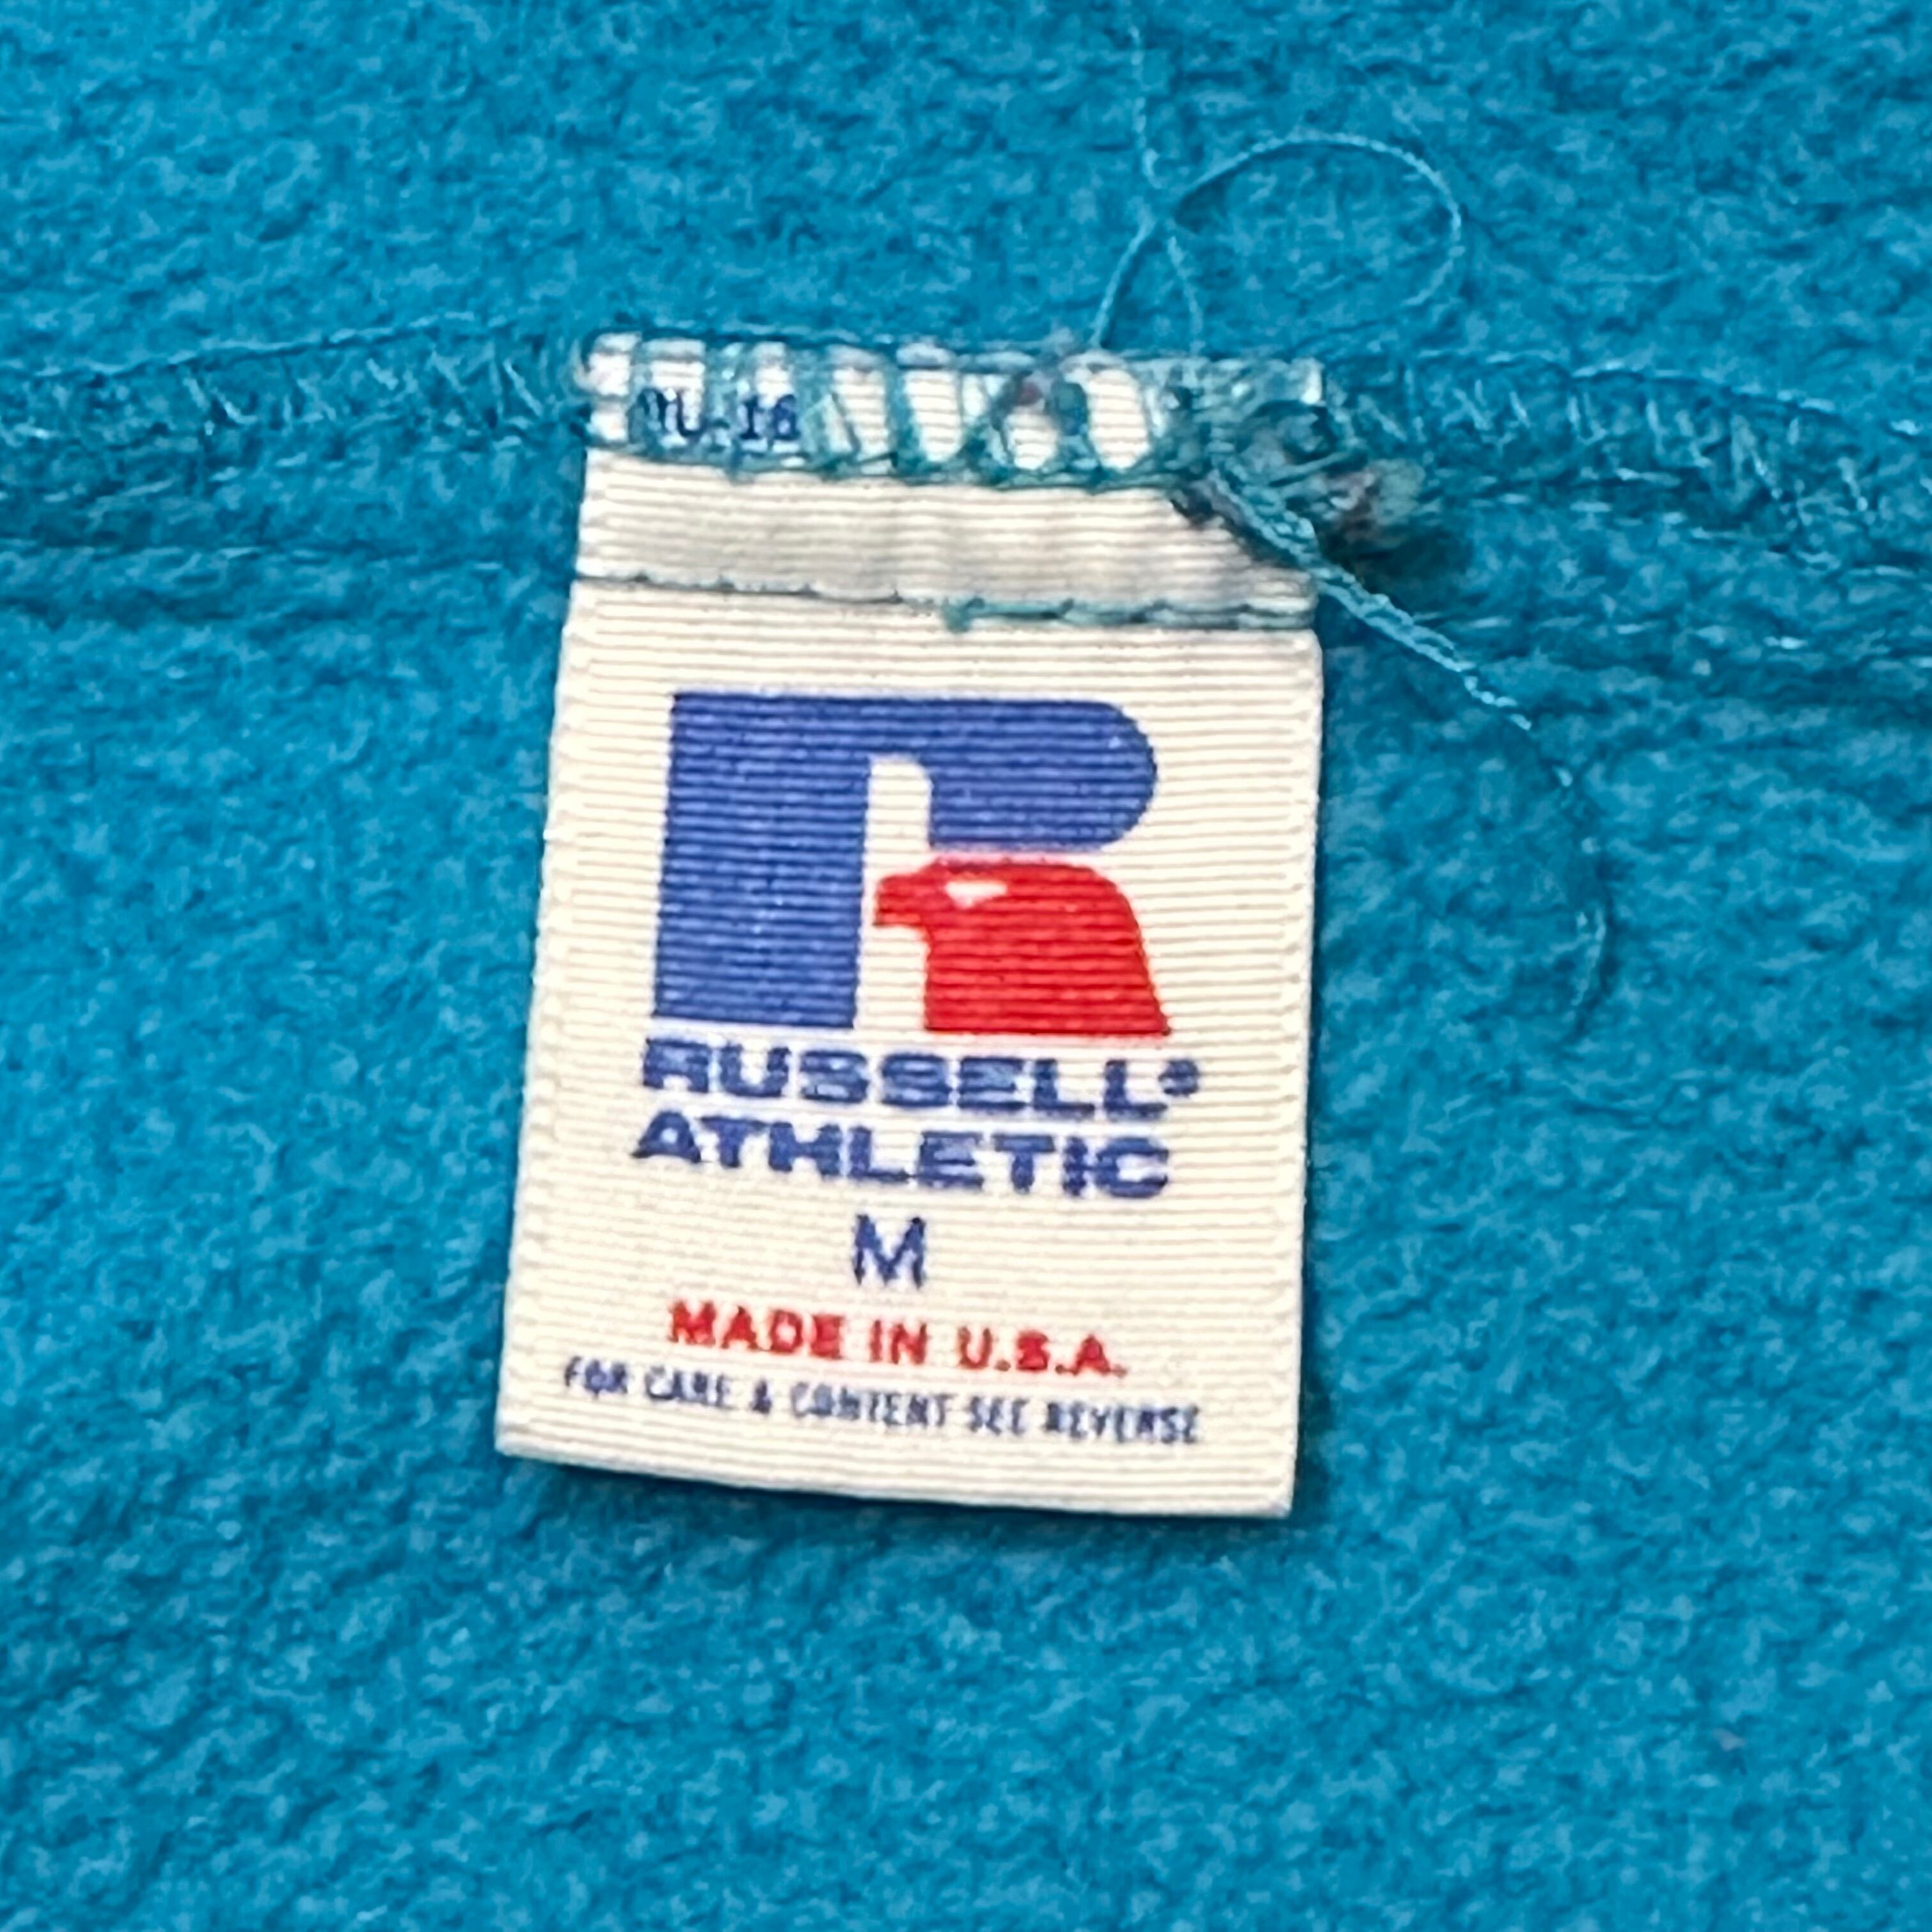 RUSSELL®
ATHLETIC
M
MADE IN U.S.A.
FOR CARE & CONTENT SEE REVERSE